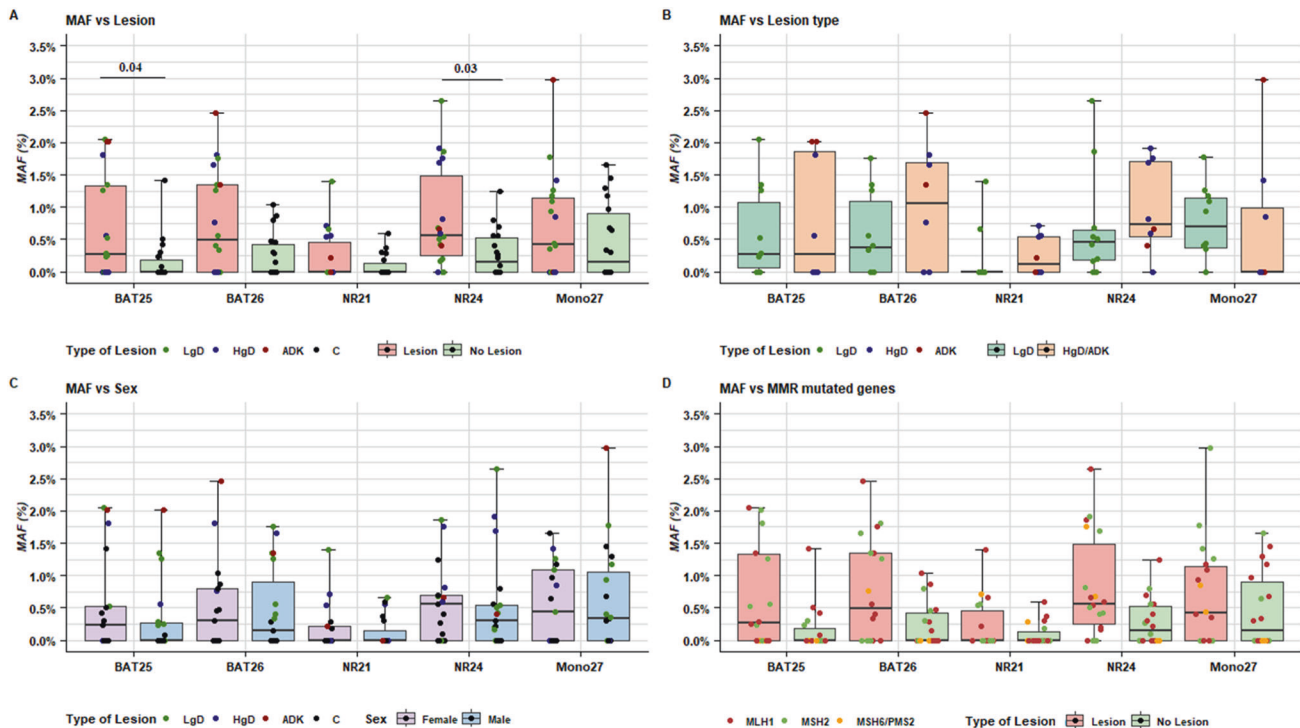 A
MAF vs Lesion
3.5%
3.0%
2.5%
2.0%
1.5%
1.0%
0.5%
0.0%
MAF (%)
0.04
0.03
BAT25 BAT26 NR21 NR24 Mono27
Type of Lesion LgD HgD ADK C Lesion No Lesion
B
MAF vs Lesion type
3.5%
3.0%
2.5%
2.0%
1.5%
1.0%
0.5%
0.0%
MAF (%)
BAT25 BAT26 NR21 NR24 Mono27
Type of Lesion LgD HgD ADK LgD HgD/ADK
C
MAF vs Sex
3.5%
3.0%
2.5%
2.0%
1.5%
1.0%
0.5%
0.0%
MAF (%)
BAT25 BAT26 NR21 NR24 Mono27
Type of Lesion LgD HgD ADK C Sex Female Male
D
MAF vs MMR mutated genes
3.5%
3.0%
2.5%
2.0%
1.5%
1.0%
0.5%
0.0%
MAF (%)
BAT25 BAT26 NR21 NR24 Mono27
MLH1 MSH2 MSH6/PMS2 Type of Lesion Lesion No Lesion